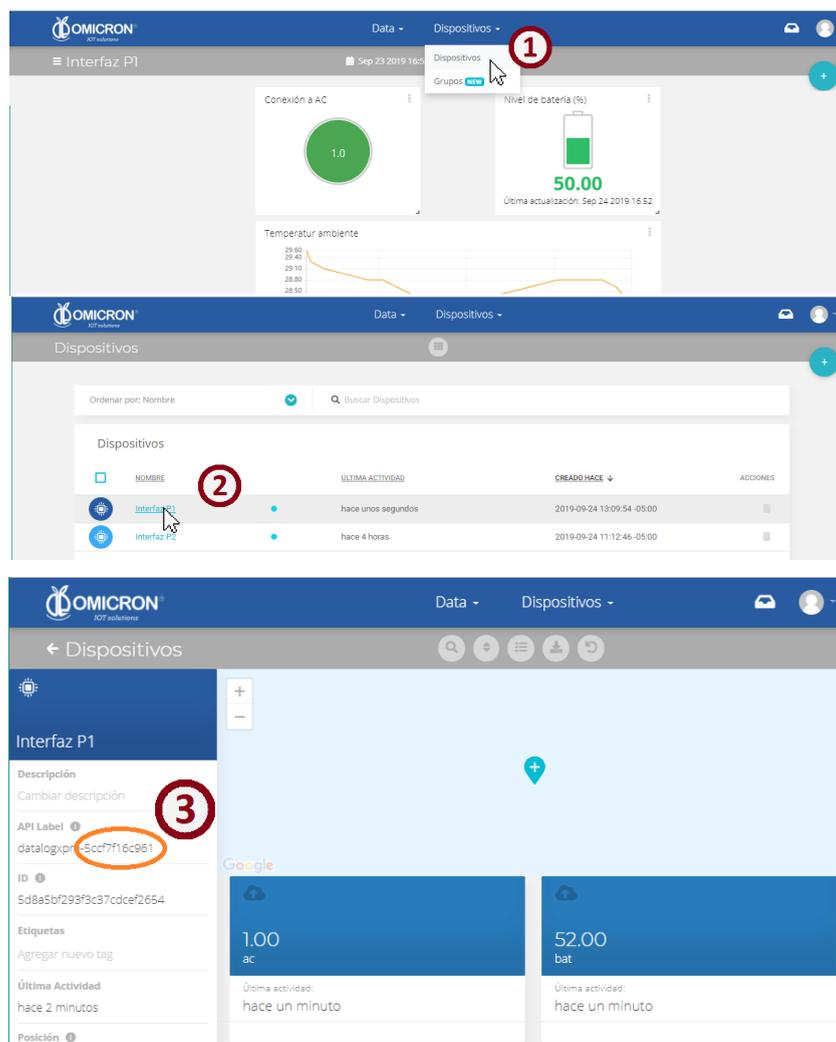 OMICRON®
IOT solutions
Data
Dispositivos
1
Interfaz P1
Sep 23 2019 16:5
Dispositivos
Grupos NEW
+
Conexión a AC
Nivel de batería (%)
1.0
50.00
Última actualización: Sep 24 2019 16:52
Temperatur ambiente
29.60
29.40
29.10
28.80
28.50
OMICRON®
IOT solutions
Data
Dispositivos
Dispositivos
+
Ordenar por: Nombre
Buscar Dispositivos
Dispositivos
2
NOMBRE
ÚLTIMA ACTIVIDAD
CREADO HACE ↓
ACCIONES
Interfaz P1
hace unos segundos
2019-09-24 13:09:54 -05:00
Interfaz P2
hace 4 horas
2019-09-24 11:12:46 -05:00
OMICRON®
IOT solutions
Data
Dispositivos
← Dispositivos
+
−
Interfaz P1
Descripción
Cambiar descripción
3
API Label
-5ccf7f16c961
Google
ID
5d8a5bf293f3c37cdcef2654
Etiquetas
Agregar nuevo tag
Última Actividad
hace 2 minutos
Posición
1.00
ac
Última actividad:
hace un minuto
52.00
bat
Última actividad:
hace un minuto